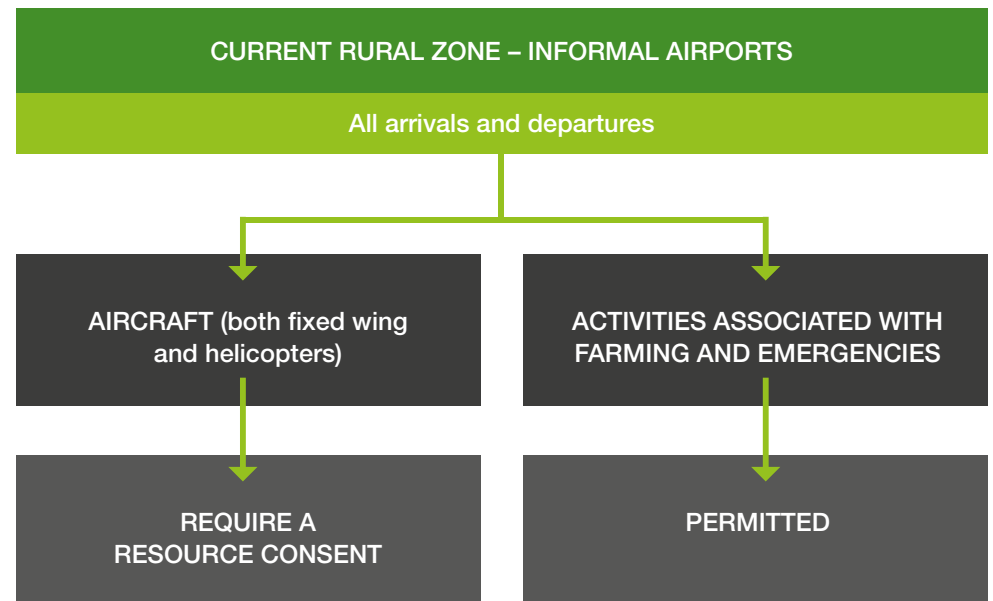 CURRENT RURAL ZONE – INFORMAL AIRPORTS
All arrivals and departures
AIRCRAFT (both fixed wing
and helicopters)
ACTIVITIES ASSOCIATED WITH
FARMING AND EMERGENCIES
REQUIRE A
RESOURCE CONSENT
PERMITTED